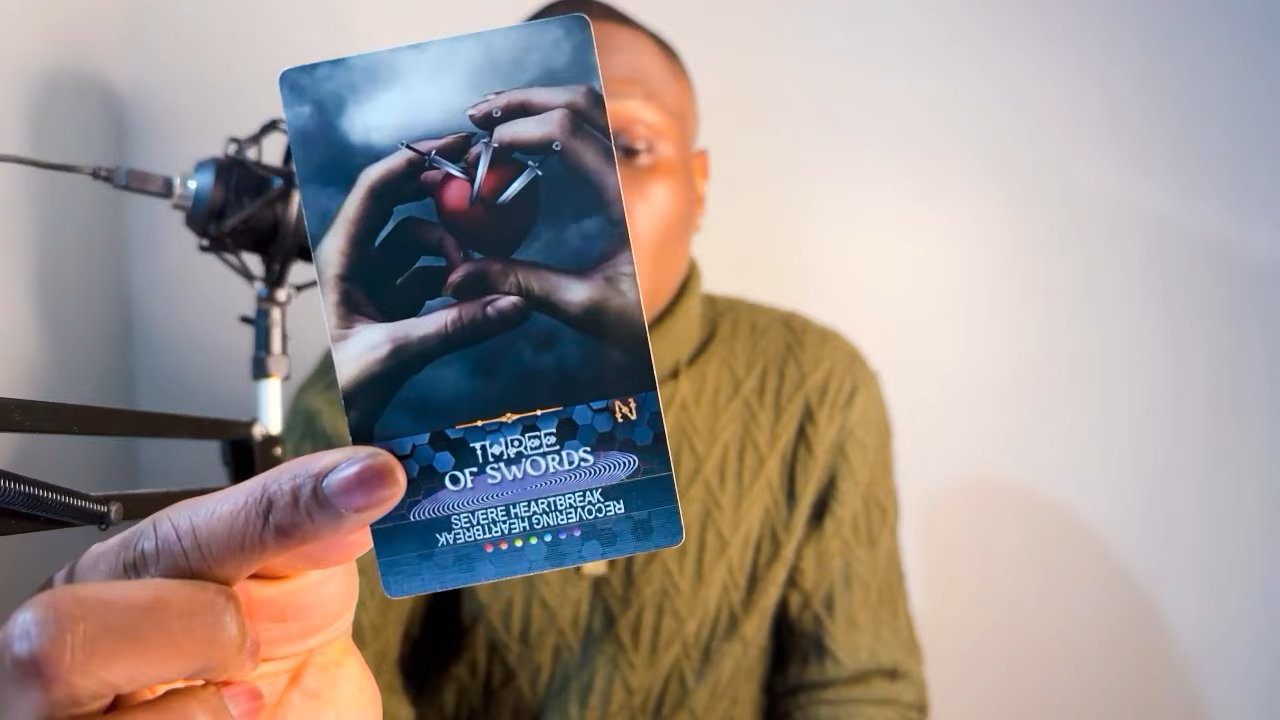 N
THREE
OF SWORDS
SEVERE HEARTBREAK
RECOVERING HEARTBREAK